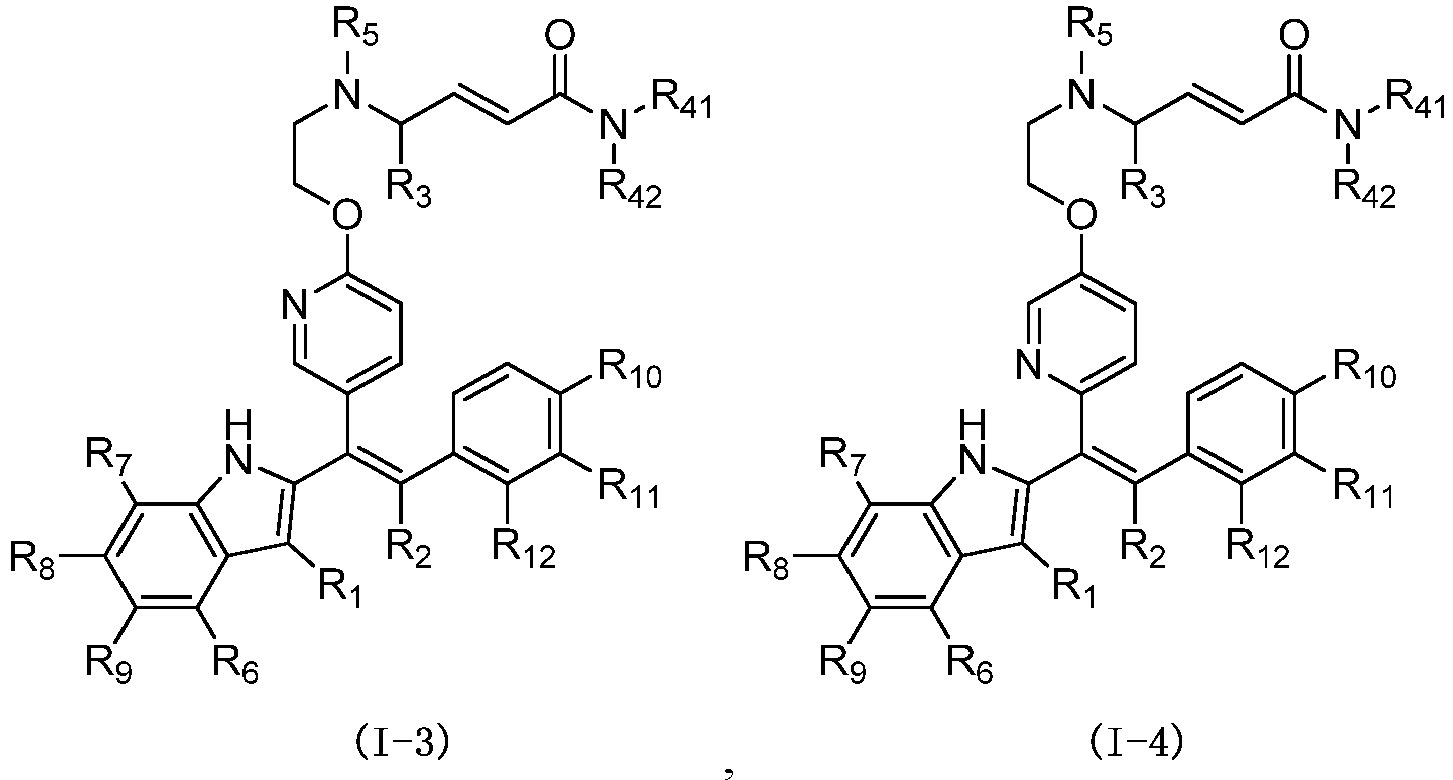 R5 O R5 O
N R41 N R41
N N
R3 R42 R3 R42
O O
N
N
R10 R10
H H
R7 N R11 R7 N R11
R8 R2 R12 R8 R2 R12
R1 R1
R9 R6 R9 R6
(I-3) , (I-4)